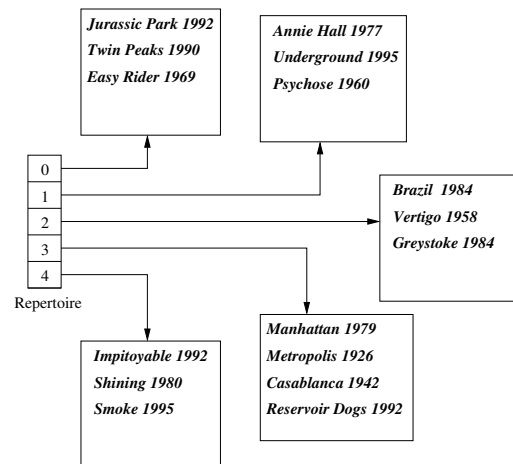 Jurassic Park 1992
Twin Peaks 1990
Easy Rider 1969
Annie Hall 1977
Underground 1995
Psychose 1960
0
1
2
3
4
Repertoire
Brazil 1984
Vertigo 1958
Greystoke 1984
Impitoyable 1992
Shining 1980
Smoke 1995
Manhattan 1979
Metropolis 1926
Casablanca 1942
Reservoir Dogs 1992